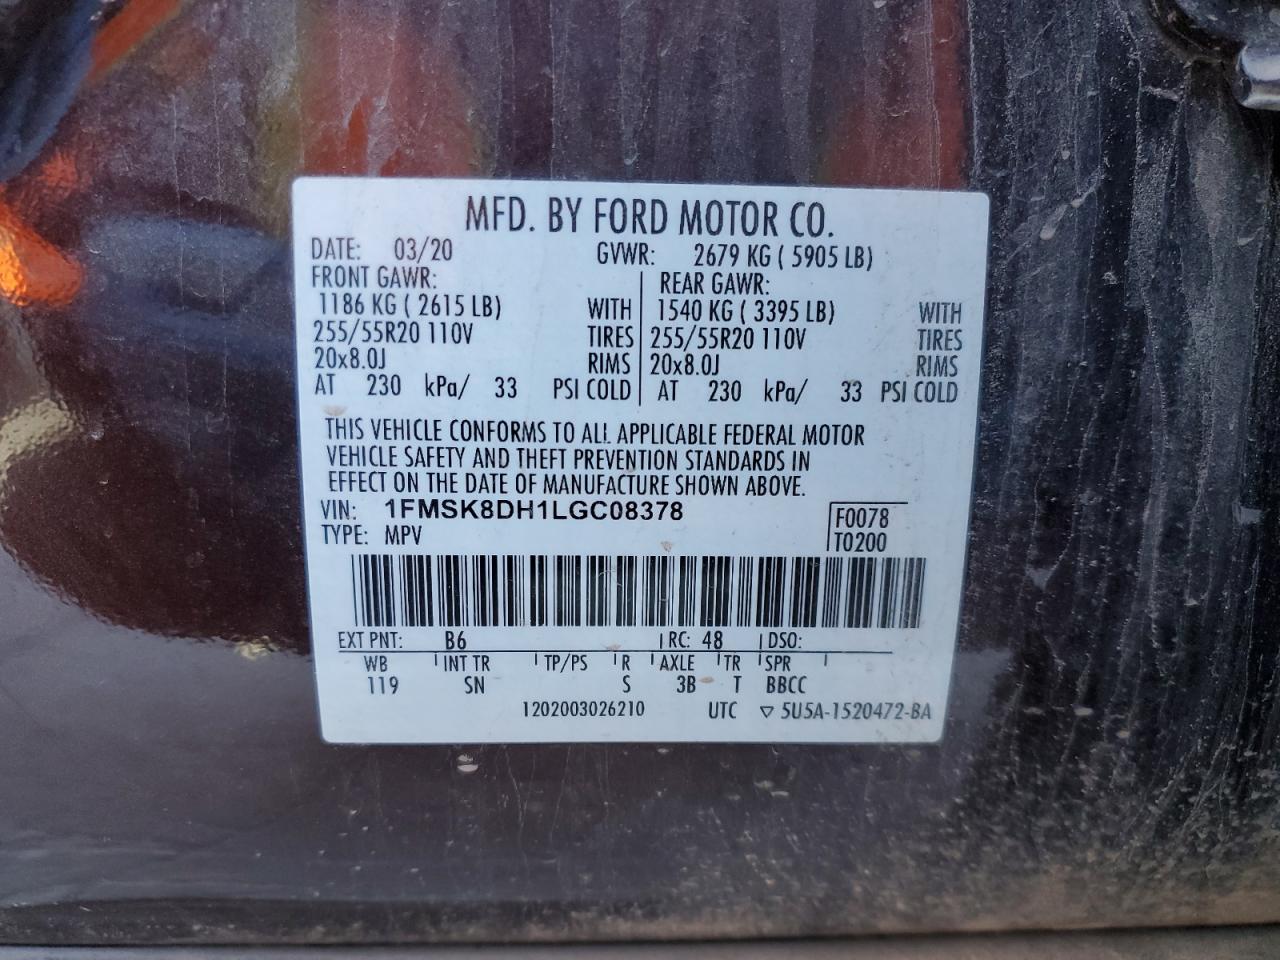 MFD. BY FORD MOTOR CO.
DATE: 03/20 GVWR: 2679 KG ( 5905 LB)
FRONT GAWR: REAR GAWR:
1186 KG ( 2615 LB) WITH 1540 KG ( 3395 LB) WITH
255/55R20 110V TIRES 255/55R20 110V TIRES
20x8.0J RIMS 20x8.0J RIMS
AT 230 kPa/ 33 PSI COLD AT 230 kPa/ 33 PSI COLD
THIS VEHICLE CONFORMS TO ALL APPLICABLE FEDERAL MOTOR
VEHICLE SAFETY AND THEFT PREVENTION STANDARDS IN
EFFECT ON THE DATE OF MANUFACTURE SHOWN ABOVE.
VIN: 1FMSK8DH1LGC08378 F0078
TYPE: MPV T0200
EXT PNT: B6 RC: 48 DSO:
WB INT TR TP/PS R AXLE TR SPR
119 SN S 3B T BBCC
1202003026210 UTC ▽ 5U5A-1520472-BA